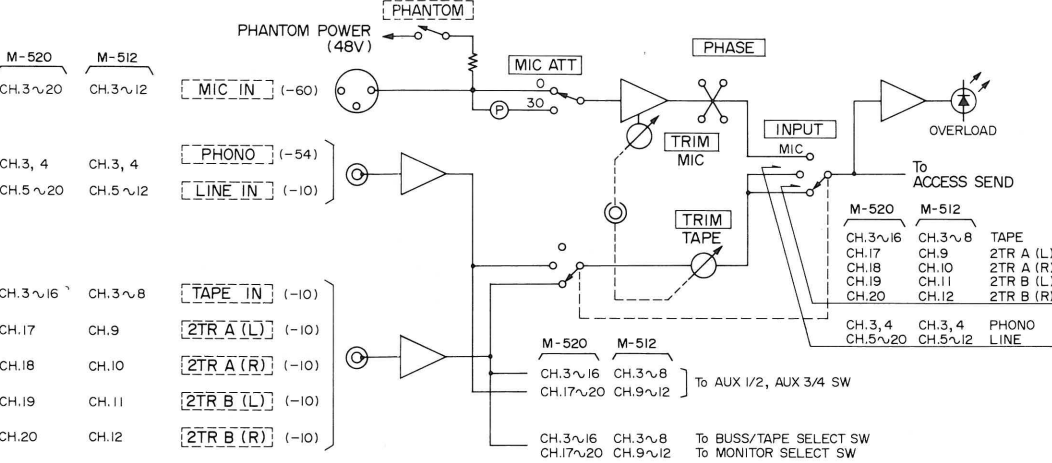 PHANTOM
PHANTOM POWER
(48V)
M-520 M-512
CH.3~20 CH.3~12 MIC IN (-60)
MIC ATT
0
30
P
PHASE
TRIM
MIC
INPUT
MIC
OVERLOAD
To
ACCESS SEND
CH.3, 4 CH.3, 4 PHONO (-54)
CH.5~20 CH.5~12 LINE IN (-10)
TRIM
TAPE
M-520 M-512
CH.3~16 CH.3~8 TAPE
CH.17 CH.9 2TR A (L)
CH.18 CH.10 2TR A (R)
CH.19 CH.11 2TR B (L)
CH.20 CH.12 2TR B (R)
CH.3,4 CH.3,4 PHONO
CH.5~20 CH.5~12 LINE
CH.3~16 CH.3~8 TAPE IN (-10)
CH.17 CH.9 2TR A (L) (-10)
CH.18 CH.10 2TR A (R) (-10)
CH.19 CH.11 2TR B (L) (-10)
CH.20 CH.12 2TR B (R) (-10)
M-520 M-512
CH.3~16 CH.3~8
CH.17~20 CH.9~12
To AUX 1/2, AUX 3/4 SW
CH.3~16 CH.3~8 To BUSS/TAPE SELECT SW
CH.17~20 CH.9~12 To MONITOR SELECT SW